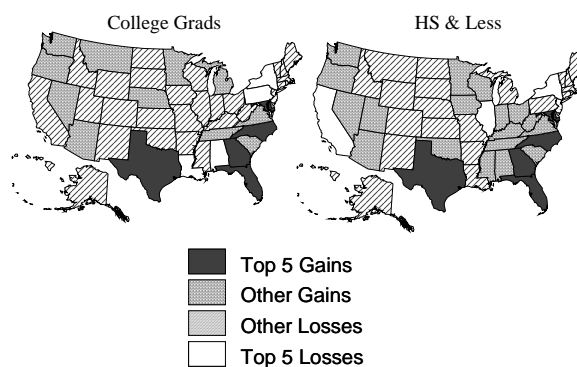 College Grads
HS & Less
Top 5 Gains
Other Gains
Other Losses
Top 5 Losses